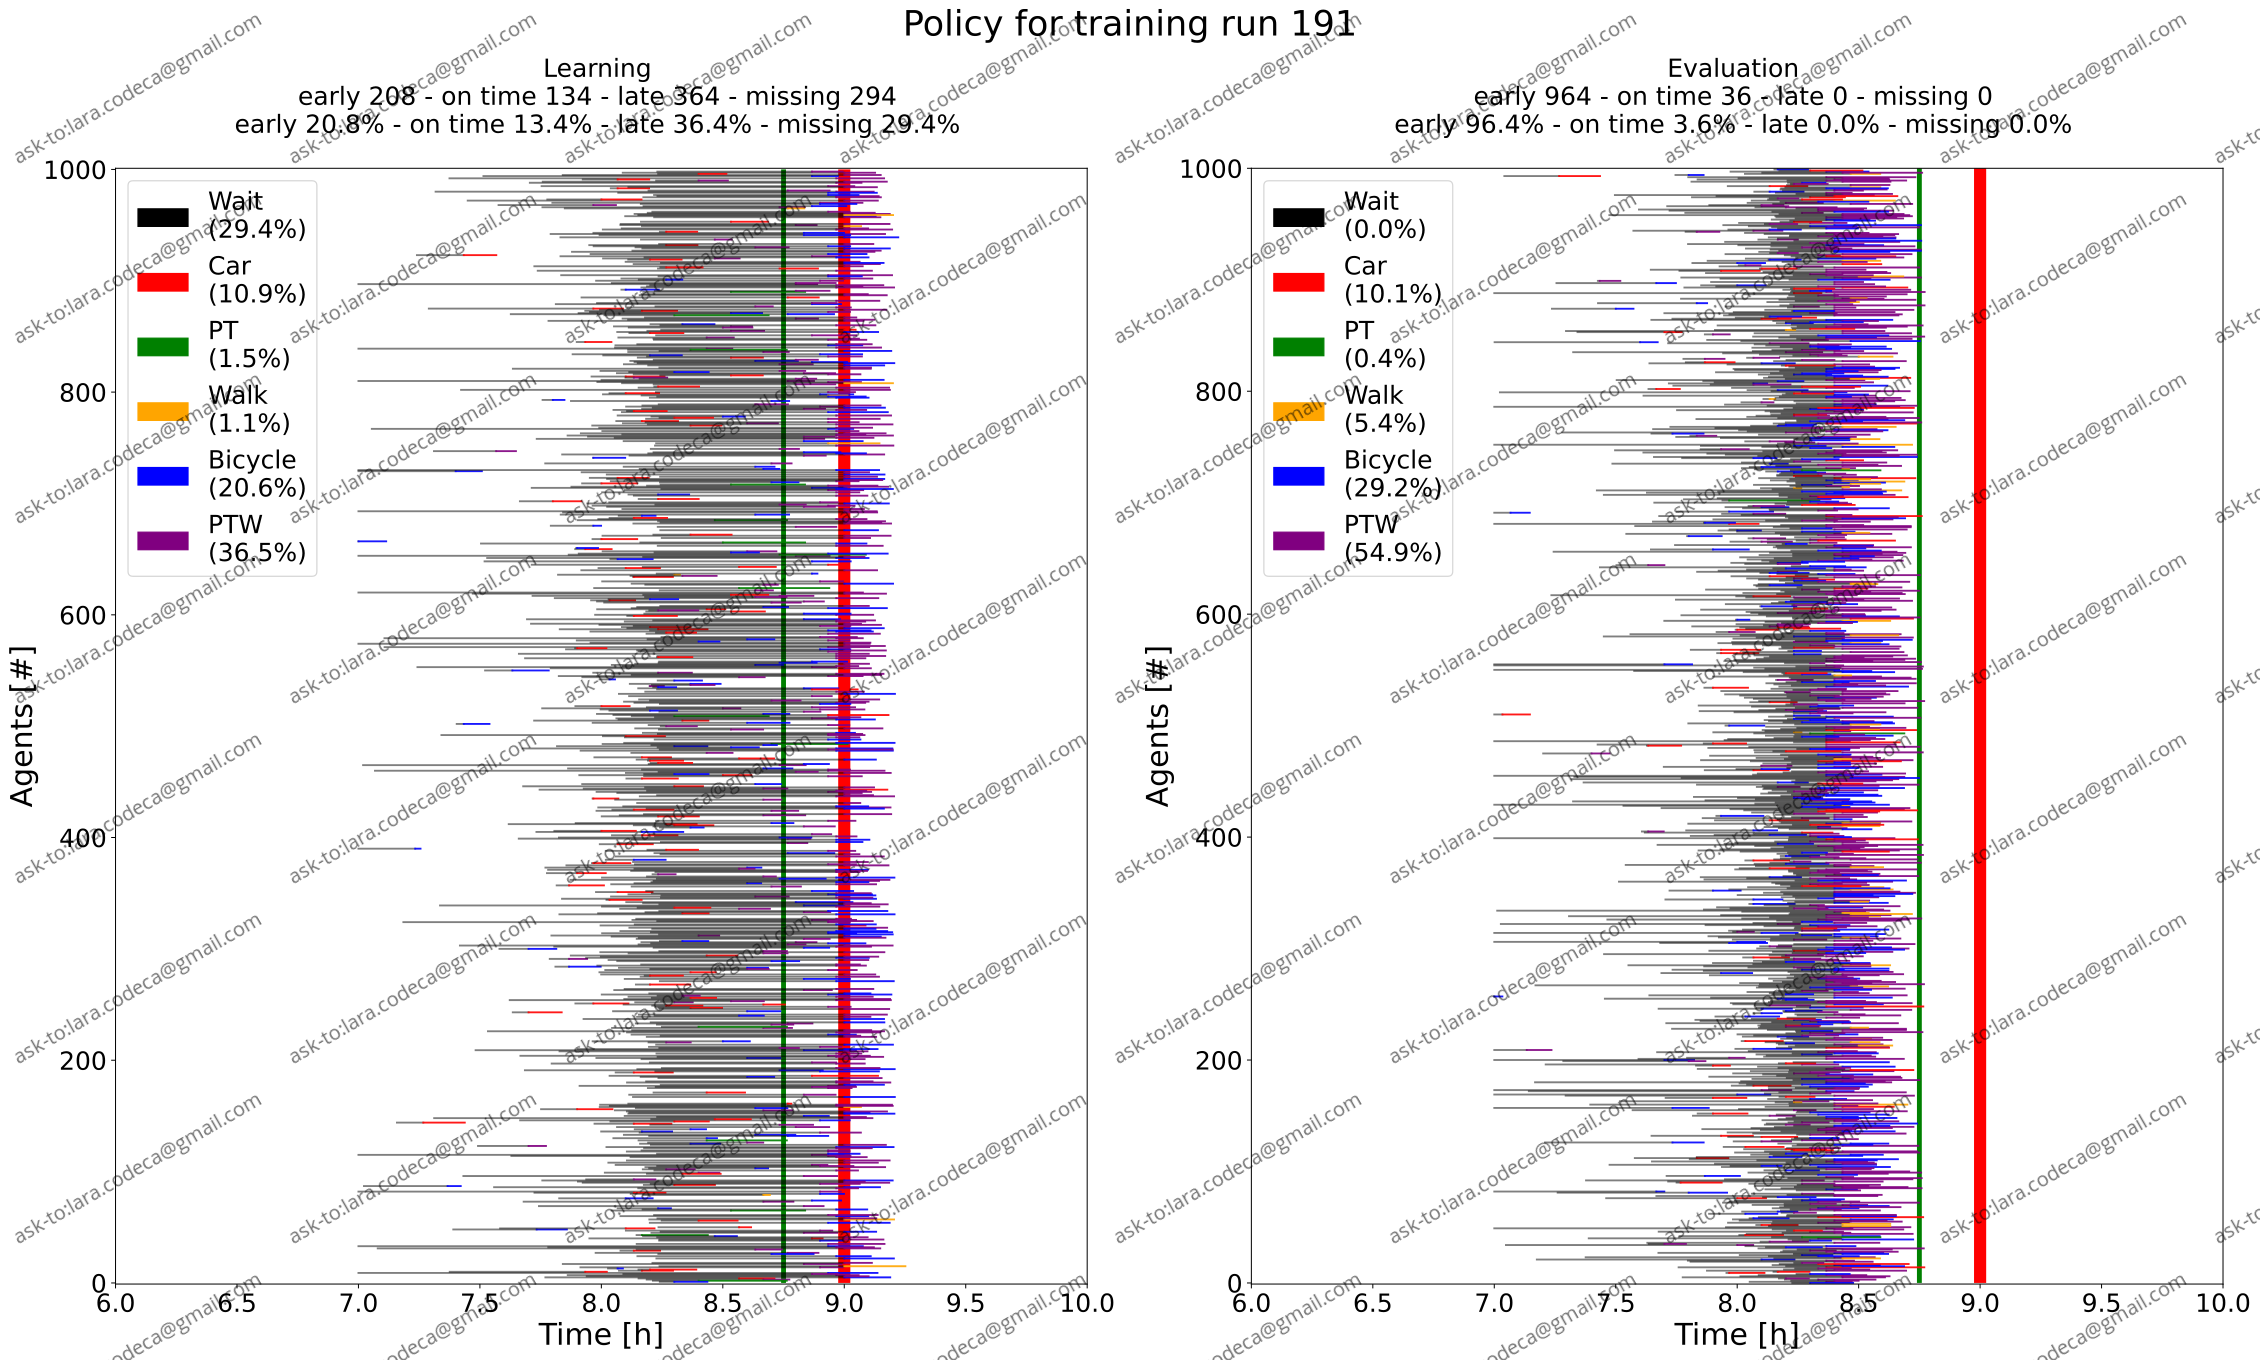 Policy for training run 191
Learning
early 208 - on time 134 - late 364 - missing 294
early 20.8% - on time 13.4% - late 36.4% - missing 29.4%
Evaluation
early 964 - on time 36 - late 0 - missing 0
early 96.4% - on time 3.6% - late 0.0% - missing 0.0%
Agents [#]
1000
800
600
400
200
0
Wait
(29.4%)
Car
(10.9%)
PT
(1.5%)
Walk
(1.1%)
Bicycle
(20.6%)
PTW
(36.5%)
6.0 6.5 7.0 7.5 8.0 8.5 9.0 9.5 10.0
Time [h]
Agents [#]
1000
800
600
400
200
0
Wait
(0.0%)
Car
(10.1%)
PT
(0.4%)
Walk
(5.4%)
Bicycle
(29.2%)
PTW
(54.9%)
6.0 6.5 7.0 7.5 8.0 8.5 9.0 9.5 10.0
Time [h]
ask-to:lara.codeca@gmail.com